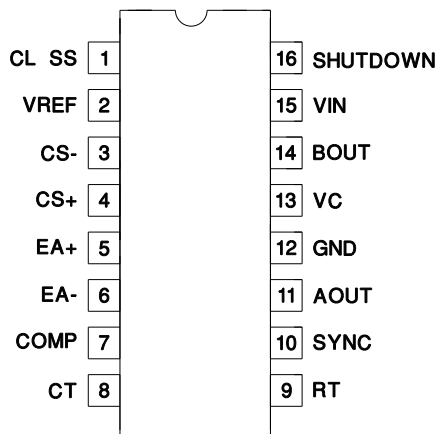 CL SS 1 16 SHUTDOWN
VREF 2 15 VIN
CS- 3 14 BOUT
CS+ 4 13 VC
EA+ 5 12 GND
EA- 6 11 AOUT
COMP 7 10 SYNC
CT 8 9 RT